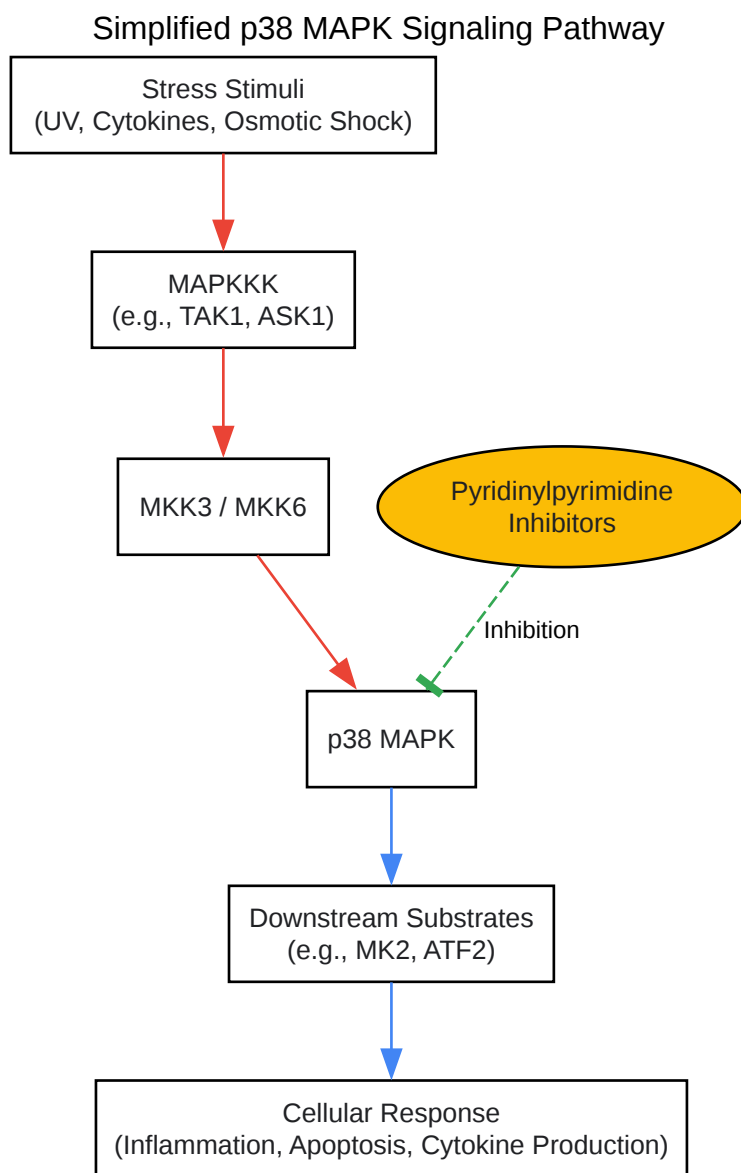 Simplified p38 MAPK Signaling Pathway
Stress Stimuli
(UV, Cytokines, Osmotic Shock)
MAPKKK
(e.g., TAK1, ASK1)
MKK3 / MKK6
Pyridinylpyrimidine
Inhibitors
Inhibition
p38 MAPK
Downstream Substrates
(e.g., MK2, ATF2)
Cellular Response
(Inflammation, Apoptosis, Cytokine Production)